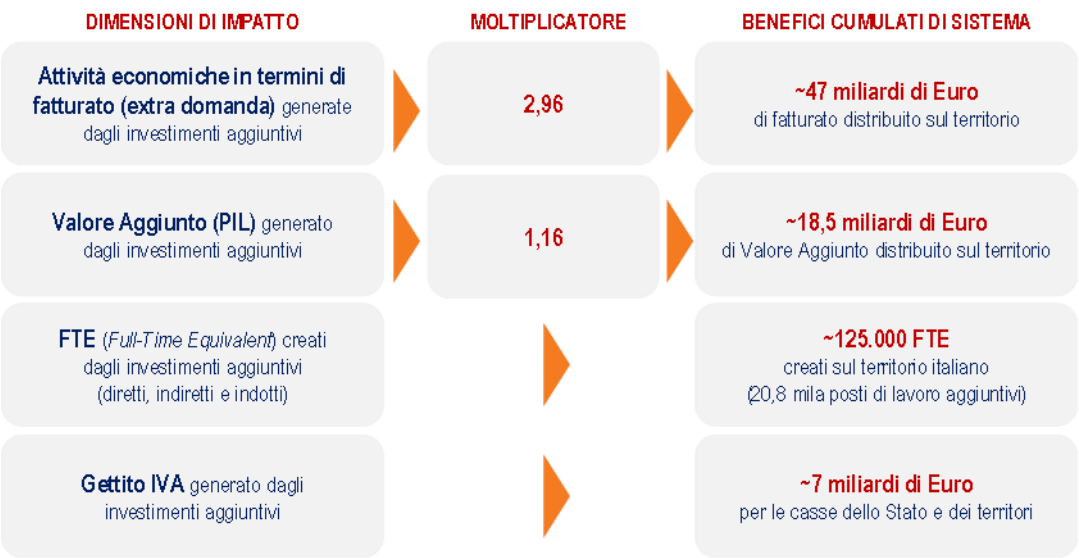 DIMENSIONI DI IMPATTO
MOLTIPLICATORE
BENEFICI CUMULATI DI SISTEMA
Attività economiche in termini di
fatturato (extra domanda) generate
dagli investimenti aggiuntivi
2,96
~47 miliardi di Euro
di fatturato distribuito sul territorio
Valore Aggiunto (PIL) generato
dagli investimenti aggiuntivi
1,16
~18,5 miliardi di Euro
di Valore Aggiunto distribuito sul territorio
FTE (Full-Time Equivalent) creati
dagli investimenti aggiuntivi
(diretti, indiretti e indotti)
~125.000 FTE
creati sul territorio italiano
(20,8 mila posti di lavoro aggiuntivi)
Gettito IVA generato dagli
investimenti aggiuntivi
~7 miliardi di Euro
per le casse dello Stato e dei territori